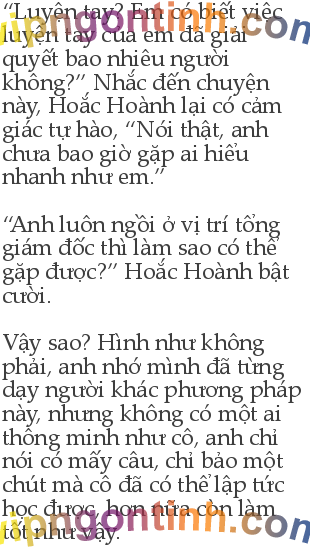 “Luyện tay? Em có biết việc
luyện tay của em đã giải
quyết bao nhiêu người
không?” Nhắc đến chuyện
này, Hoắc Hoành lại có cảm
giác tự hào, “Nói thật, anh
chưa bao giờ gặp ai hiểu
nhanh như em.”
“Anh luôn ngồi ở vị trí tổng
giám đốc thì làm sao có thể
gặp được?” Hoắc Hoành bật
cười.
Vậy sao? Hình như không
phải, anh nhớ mình đã từng
dạy người khác phương pháp
này, nhưng không có một ai
thông minh như cô, anh chỉ
nói có mấy câu, chỉ bảo một
chút mà cô đã có thể lập tức
học được, hơn nữa còn làm
tốt như vậy.
vipngontinh.com
vipngontinh.com